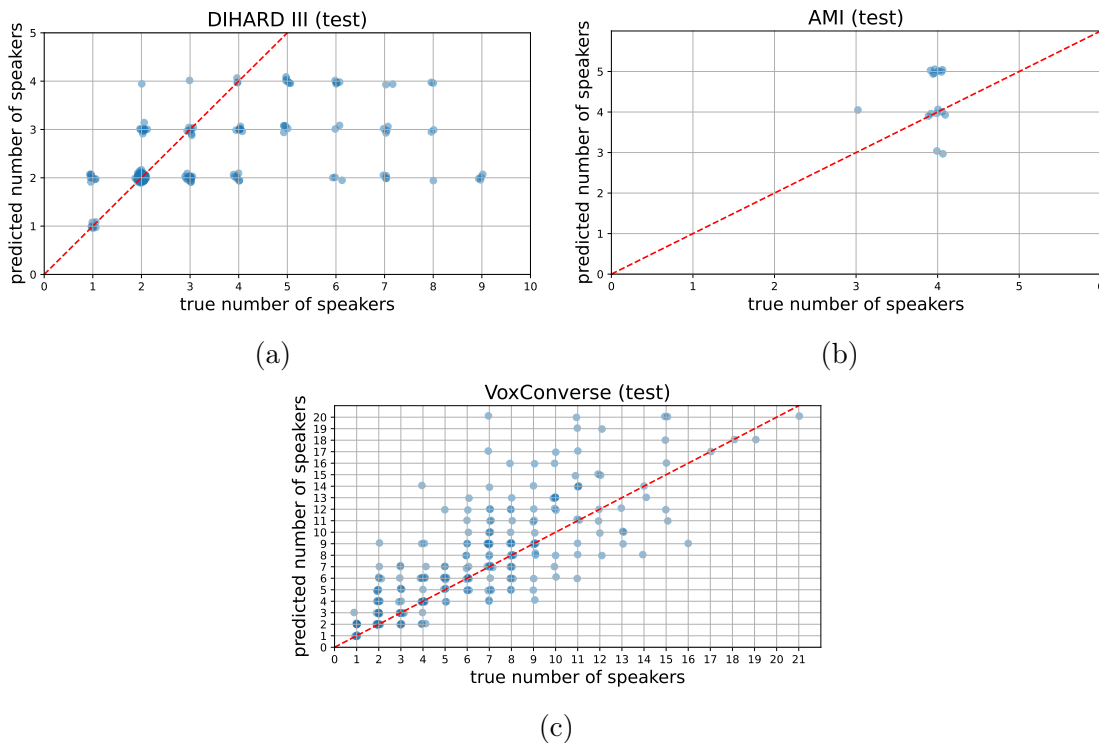 DIHARD III (test)
predicted number of speakers
5
4
3
2
1
0
0 1 2 3 4 5 6 7 8 9 10
true number of speakers
(a)
AMI (test)
predicted number of speakers
5
4
3
2
1
0
0 1 2 3 4 5 6
true number of speakers
(b)
VoxConverse (test)
predicted number of speakers
20
19
18
17
16
14
13
12
11
10
9
8
7
6
5
4
3
2
1
0
0 1 2 3 4 5 6 7 8 9 10 11 12 13 14 15 16 17 18 19 20 21
true number of speakers
(c)